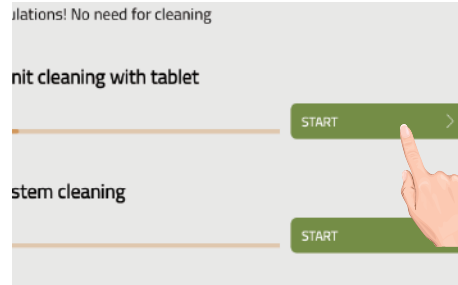 ulations! No need for cleaning
nit cleaning with tablet
START
stem cleaning
START